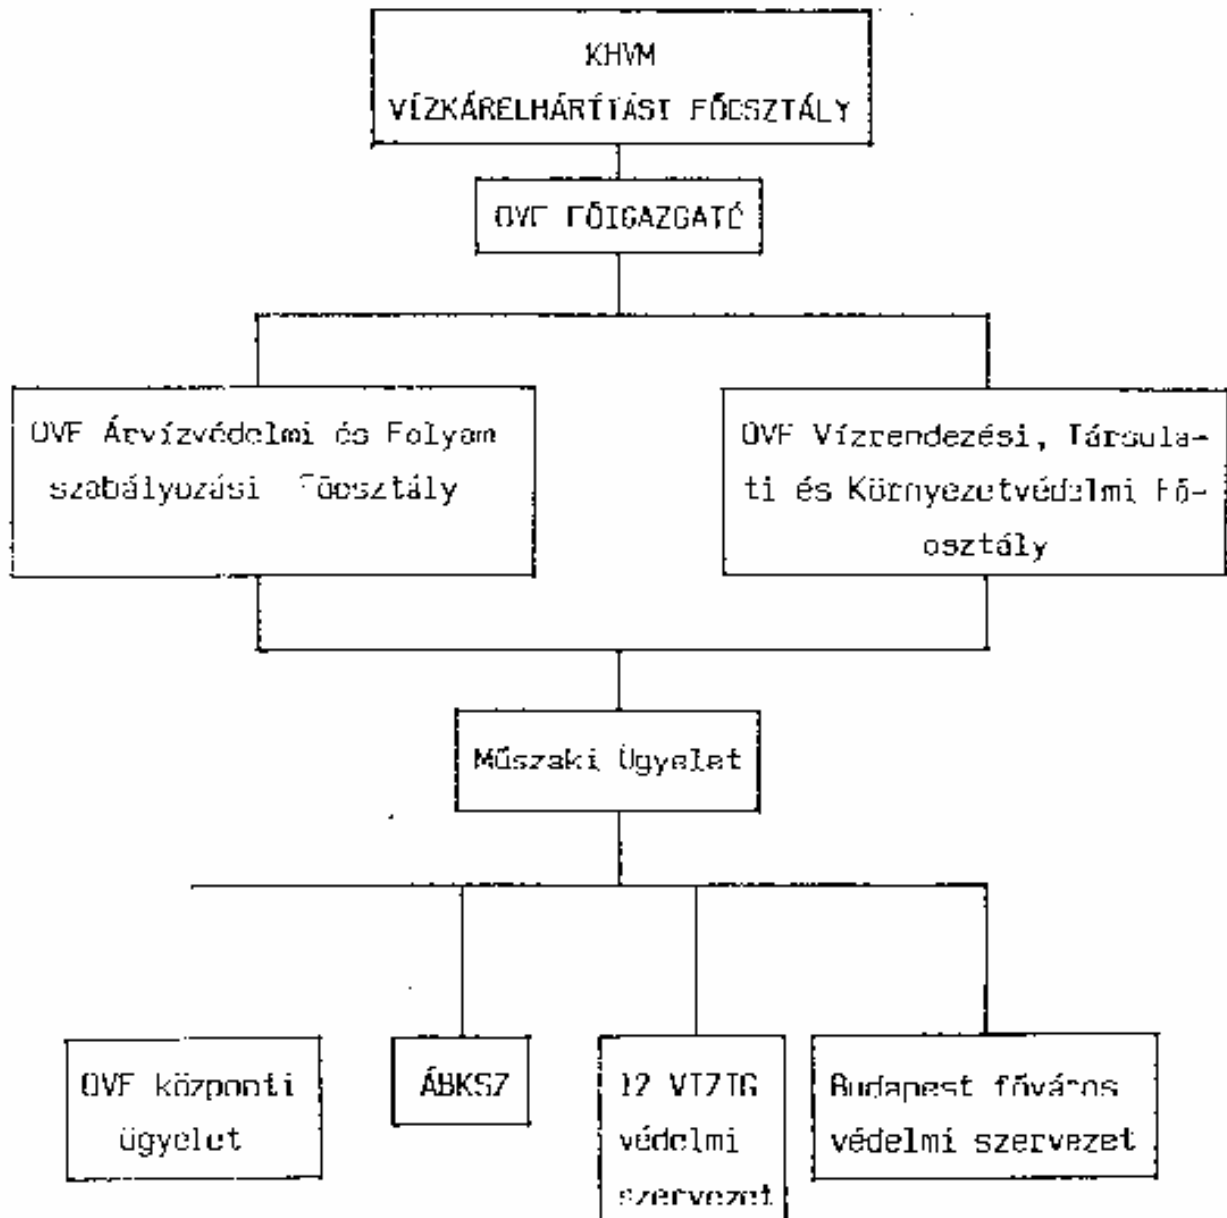 KHVM
VÍZKÁRELHÁRÍTÁSI FŐOSZTÁLY
OVF FŐIGAZGATÓ
OVF Árvízvédelmi és Folyam
szabályozási Főosztály
OVF Vízrendezési, Társula-
ti és Környezetvédelmi Fő-
osztály
Műszaki Ügyelet
OVF központi
ügyelet
ÁBKSZ
12 VIZIG
védelmi
szervezet
Budapest főváros
védelmi szervezet